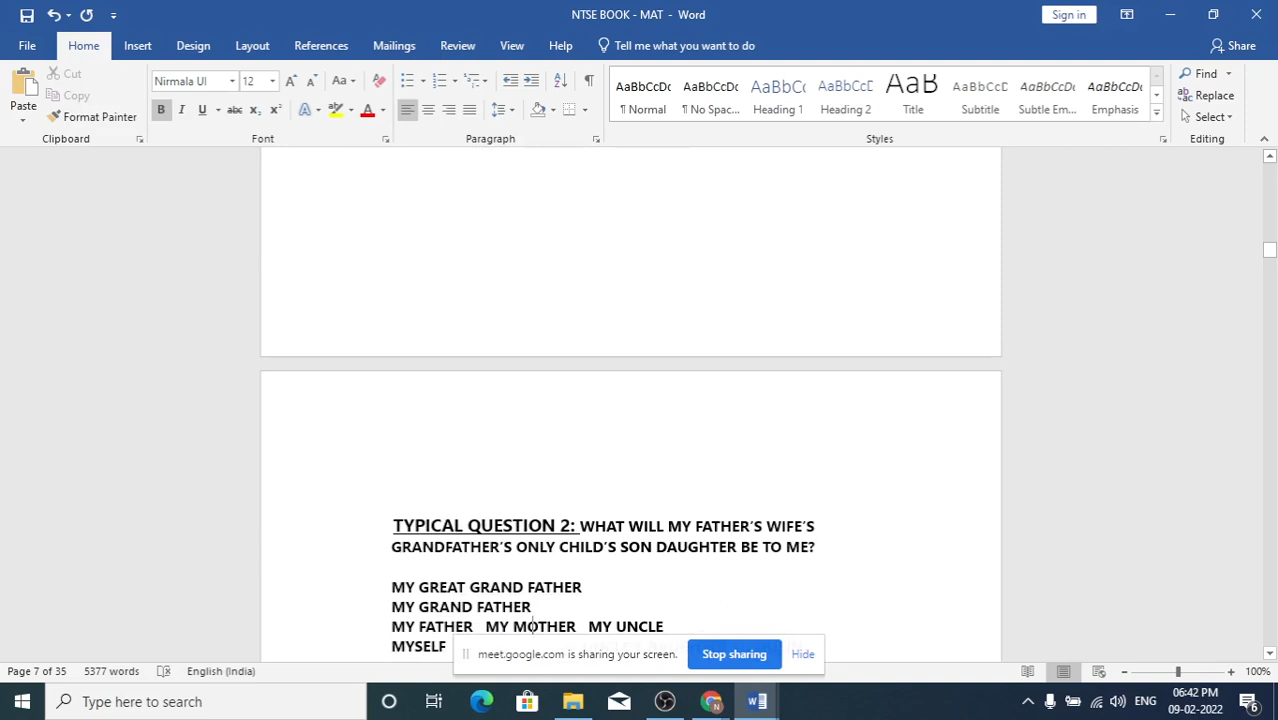 NTSE BOOK - MAT - Word
Sign in
File Home Insert Design Layout References Mailings Review View Help Tell me what you want to do Share
Paste
Cut
Copy
Format Painter
Clipboard
Nirmala UI 12
Font
Paragraph
AaBbCcDc AaBbCcDc AaBbCc AaBbCcD AaB AaBbCcD AaBbCcDc AaBbCcDc
¶ Normal ¶ No Spac... Heading 1 Heading 2 Title Subtitle Subtle Em... Emphasis
Styles
Find
Replace
Select
Editing
TYPICAL QUESTION 2: WHAT WILL MY FATHER'S WIFE'S
GRANDFATHER'S ONLY CHILD'S SON DAUGHTER BE TO ME?
MY GREAT GRAND FATHER
MY GRAND FATHER
MY FATHER MY MOTHER MY UNCLE
MYSELF
meet.google.com is sharing your screen. Stop sharing Hide
Page 7 of 35 5377 words English (India) 100%
Type here to search
ENG
06:42 PM
09-02-2022
6